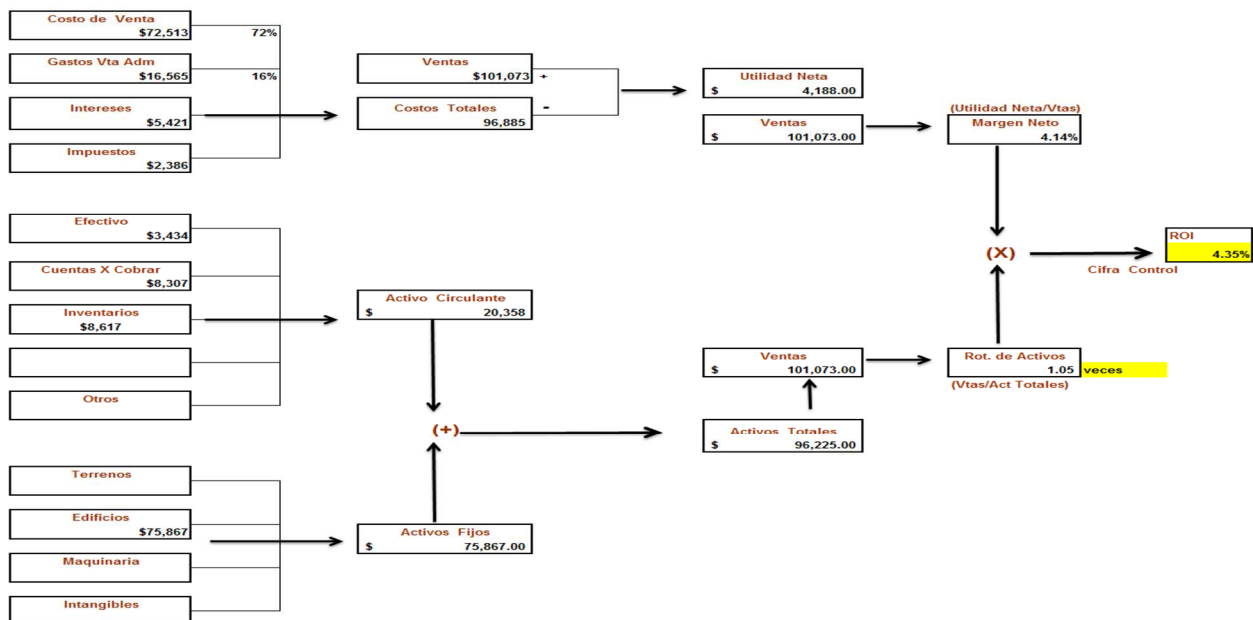 Costo de Venta
$72,513 72%
Gastos Vta Adm
$16,565 16%
Intereses
$5,421
Impuestos
$2,386
Ventas
$101,073 +
Costos Totales -
96,885
Utilidad Neta
$ 4,188.00
Ventas
$ 101,073.00
(Utilidad Neta/Vtas)
Margen Neto
4.14%
Efectivo
$3,434
Cuentas X Cobrar
$8,307
Inventarios
$8,617
Otros
Activo Circulante
$ 20,358
(+)
Terrenos
Edificios
$75,867
Maquinaria
Intangibles
Activos Fijos
$ 75,867.00
Ventas
$ 101,073.00
Activos Totales
$ 96,225.00
Rot. de Activos
1.05 veces
(Vtas/Act Totales)
(X)
Cifra Control
ROI
4.35%